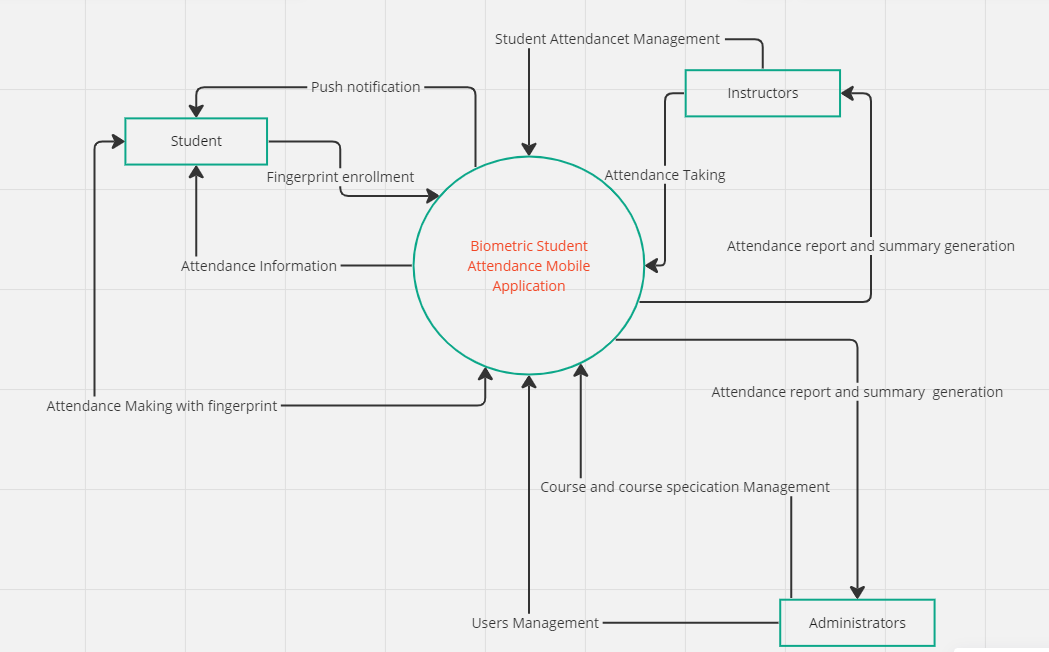 Student Attendancet Management
Push notification
Instructors
Student
Attendance Taking
Fingerprint enrollment
Biometric Student
Attendance Mobile
Application
Attendance report and summary generation
Attendance Information
Attendance report and summary  generation
Attendance Making with fingerprint
Course and course specication Management
Users Management
Administrators